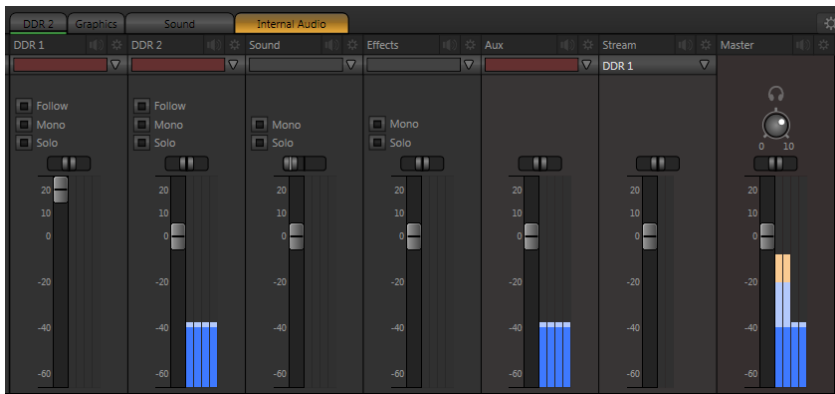 DDR 2 Graphics Sound Internal Audio
DDR 1 DDR 2 Sound Effects Aux Stream Master
DDR 1
Follow Follow
Mono Mono Mono Mono
Solo Solo Solo Solo
0 10
20 20 20 20 20 20 20
10 10 10 10 10 10 10
0 0 0 0 0 0 0
-20 -20 -20 -20 -20 -20 -20
-40 -40 -40 -40 -40 -40 -40
-60 -60 -60 -60 -60 -60 -60